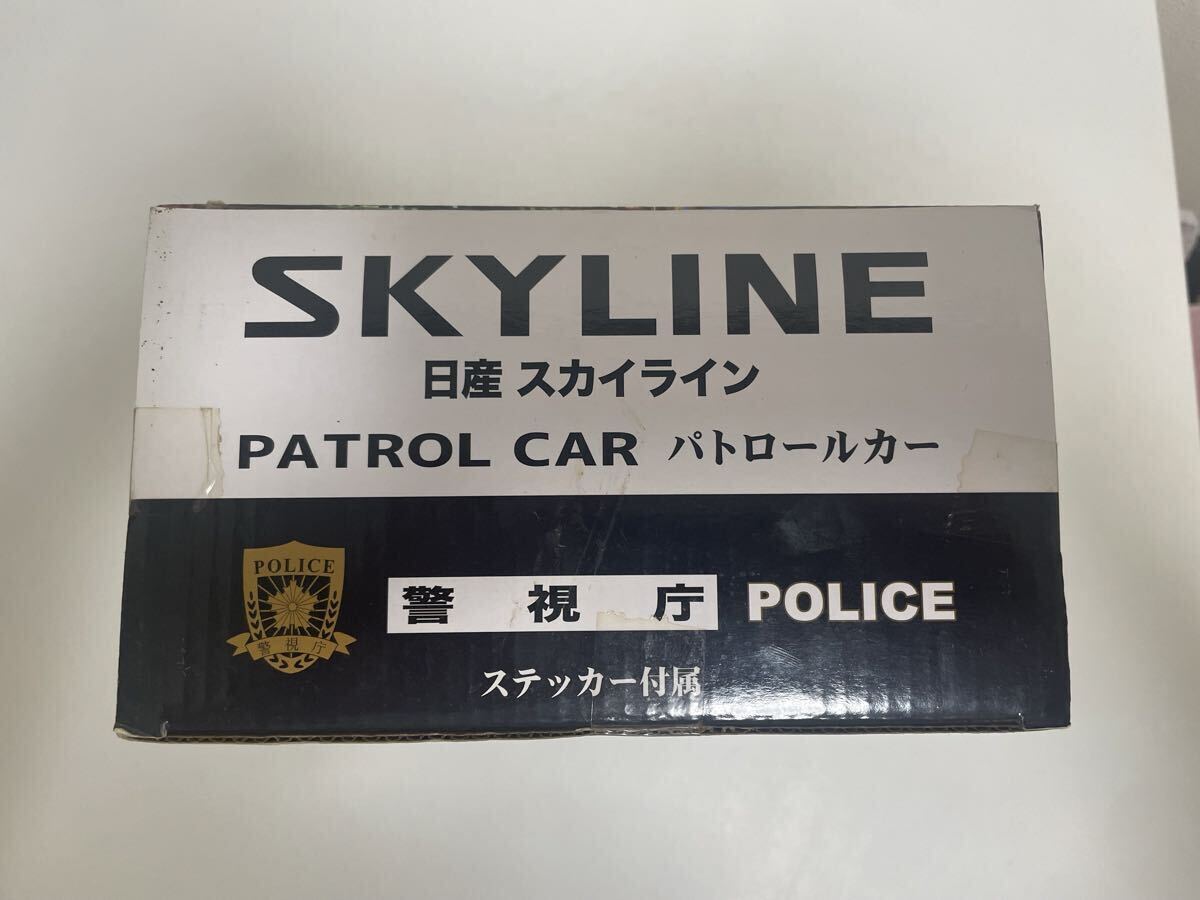 SKYLINE
日産 スカイライン
PATROL CAR パトロールカー
POLICE
警視庁
警視庁 POLICE
ステッカー付属